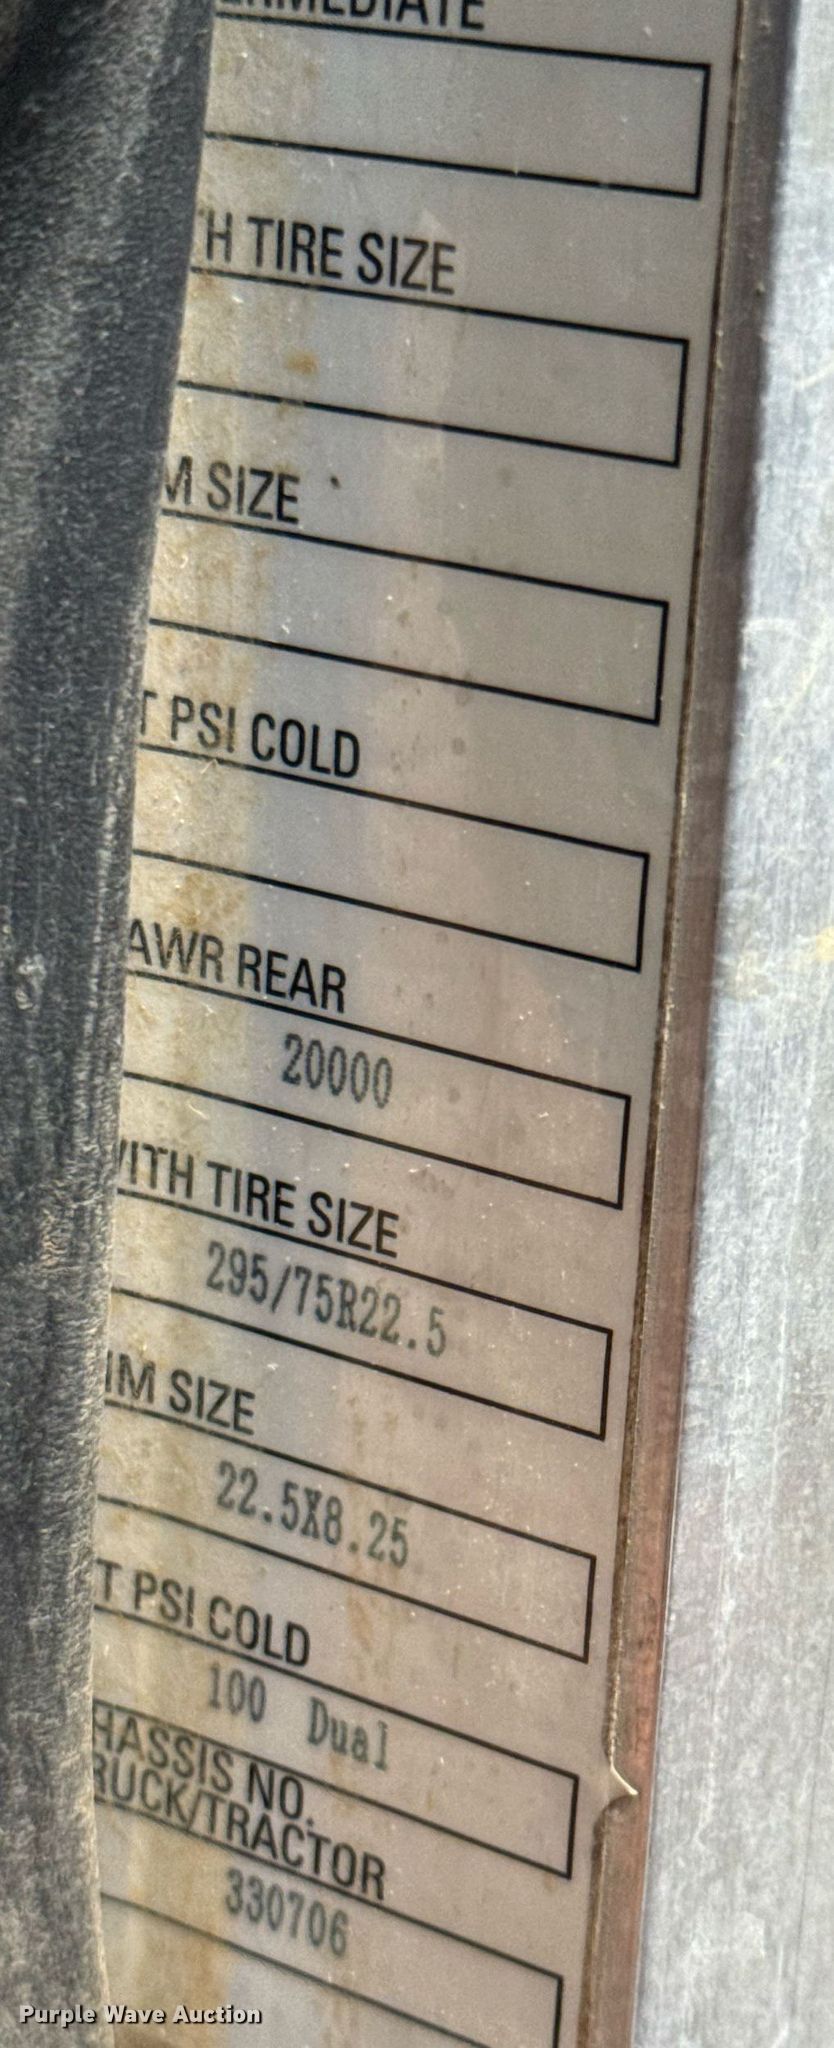 ERMEDIATE
H TIRE SIZE
M SIZE
T PSI COLD
AWR REAR
20000
WITH TIRE SIZE
295/75R22.5
IM SIZE
22.5X8.25
T PSI COLD
100 Dual
HASSIS NO.
RUCK/TRACTOR
330706
Purple Wave Auction